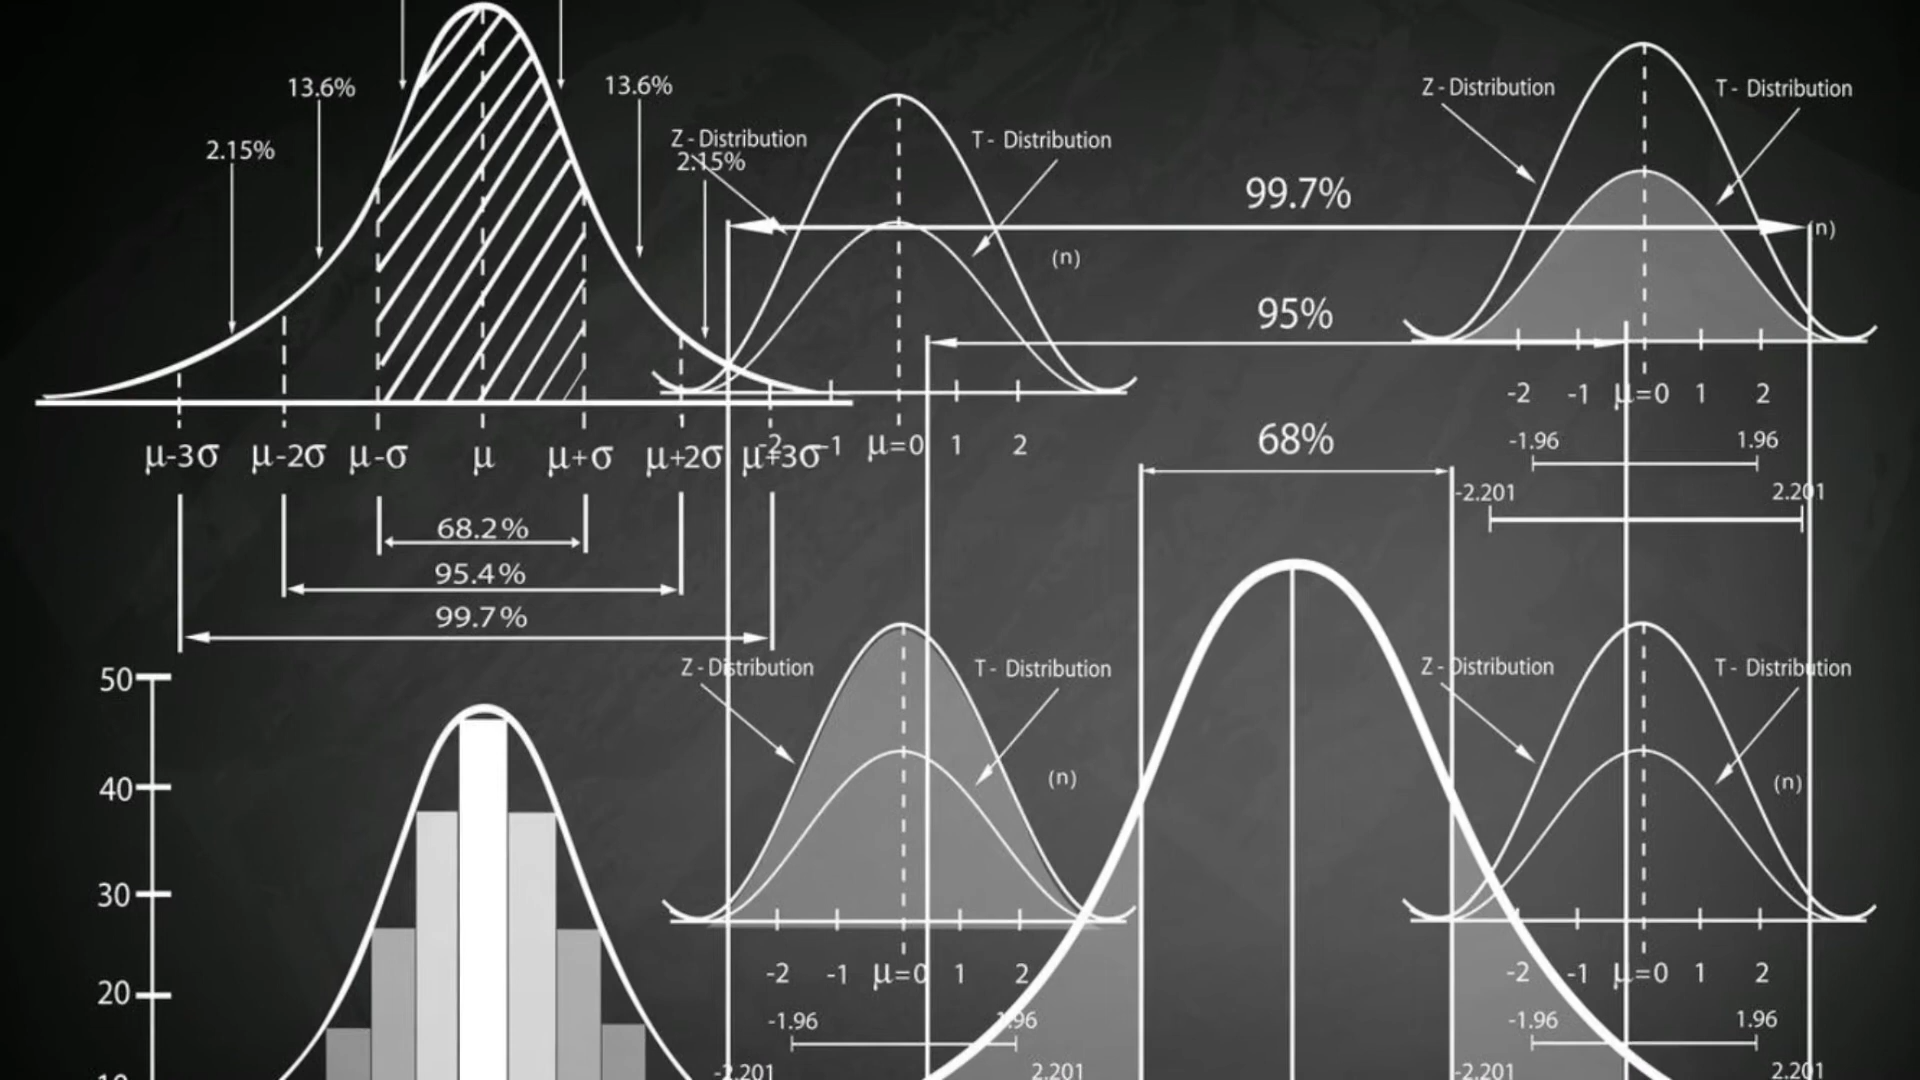 13.6%
13.6%
2.15%
2.15%
μ-3σ μ-2σ μ-σ μ μ+σ μ+2σ μ+3σ
68.2%
95.4%
99.7%
Z - Distribution
T - Distribution
(n)
-2 -1 μ=0 1 2
99.7%
95%
68%
Z - Distribution
T - Distribution
(n)
-2 -1 μ=0 1 2
-1.96 1.96
-2.201 2.201
50
40
30
20
10
Z - Distribution
T - Distribution
(n)
-2 -1 μ=0 1 2
-1.96 1.96
-2.201 2.201
Z - Distribution
T - Distribution
(n)
-2 -1 μ=0 1 2
-1.96 1.96
-2.201 2.201